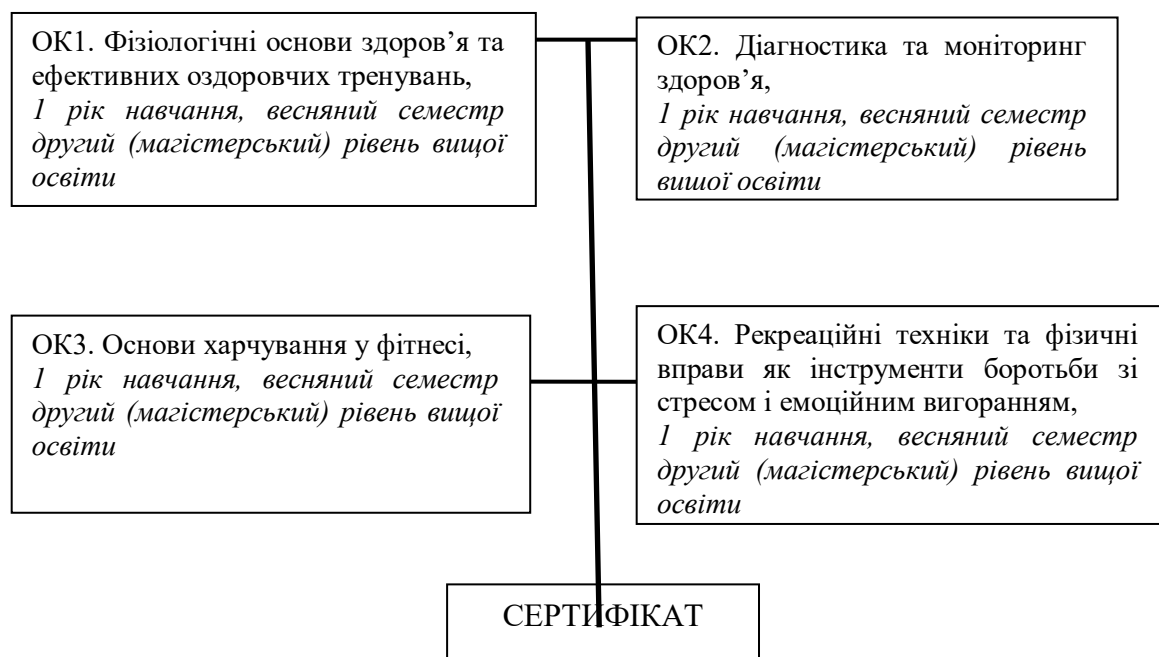 ОК1. Фізіологічні основи здоров’я та
ефективних оздоровчих тренувань,
1 рік навчання, весняний семестр
другий (магістерський) рівень вищої
освіти
ОК2. Діагностика та моніторинг
здоров’я,
1 рік навчання, весняний семестр
другий (магістерський) рівень
вишої освіти
ОК3. Основи харчування у фітнесі,
1 рік навчання, весняний семестр
другий (магістерський) рівень вищої
освіти
ОК4. Рекреаційні техніки та фізичні
вправи як інструменти боротьби зі
стресом і емоційним вигоранням,
1 рік навчання, весняний семестр
другий (магістерський) рівень вищої
освіти
СЕРТИФІКАТ